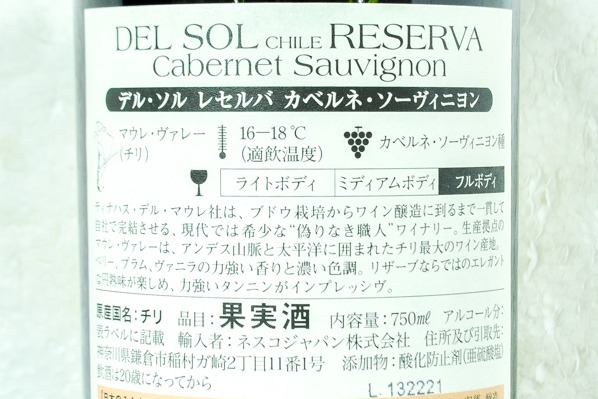 DEL SOL CHILE RESERVA
Cabernet Sauvignon
デル・ソル レセルバ カベルネ・ソーヴィニヨン
マウレ・ヴァレー
(チリ)
16-18℃
(適飲温度)
カベルネ・ソーヴィニヨン種
ライトボディ ミディアムボディ フルボディ
ティナハス・デル・マウレ社は、ブドウ栽培からワイン醸造に到るまで一貫して
自社で完結させる、現代では希少な“偽りなき職人”ワイナリー。生産拠点の
マウレ・ヴァレーは、アンデス山脈と太平洋に囲まれたチリ最大のワイン産地。
ベリー、プラム、ヴァニラの力強い香りと濃い色調。リザーブならではのエレガント
な円熟味が楽しめ、力強いタンニンがインプレッシヴ。
原産国名:チリ 品目:果実酒 内容量:750mℓ アルコール分:
表ラベルに記載 輸入者:ネスコジャパン株式会社 住所及び引取先:
神奈川県鎌倉市稲村ガ崎2丁目11番1号 添加物:酸化防止剤(亜硫酸塩)
飲酒は20歳になってから
L. 132221